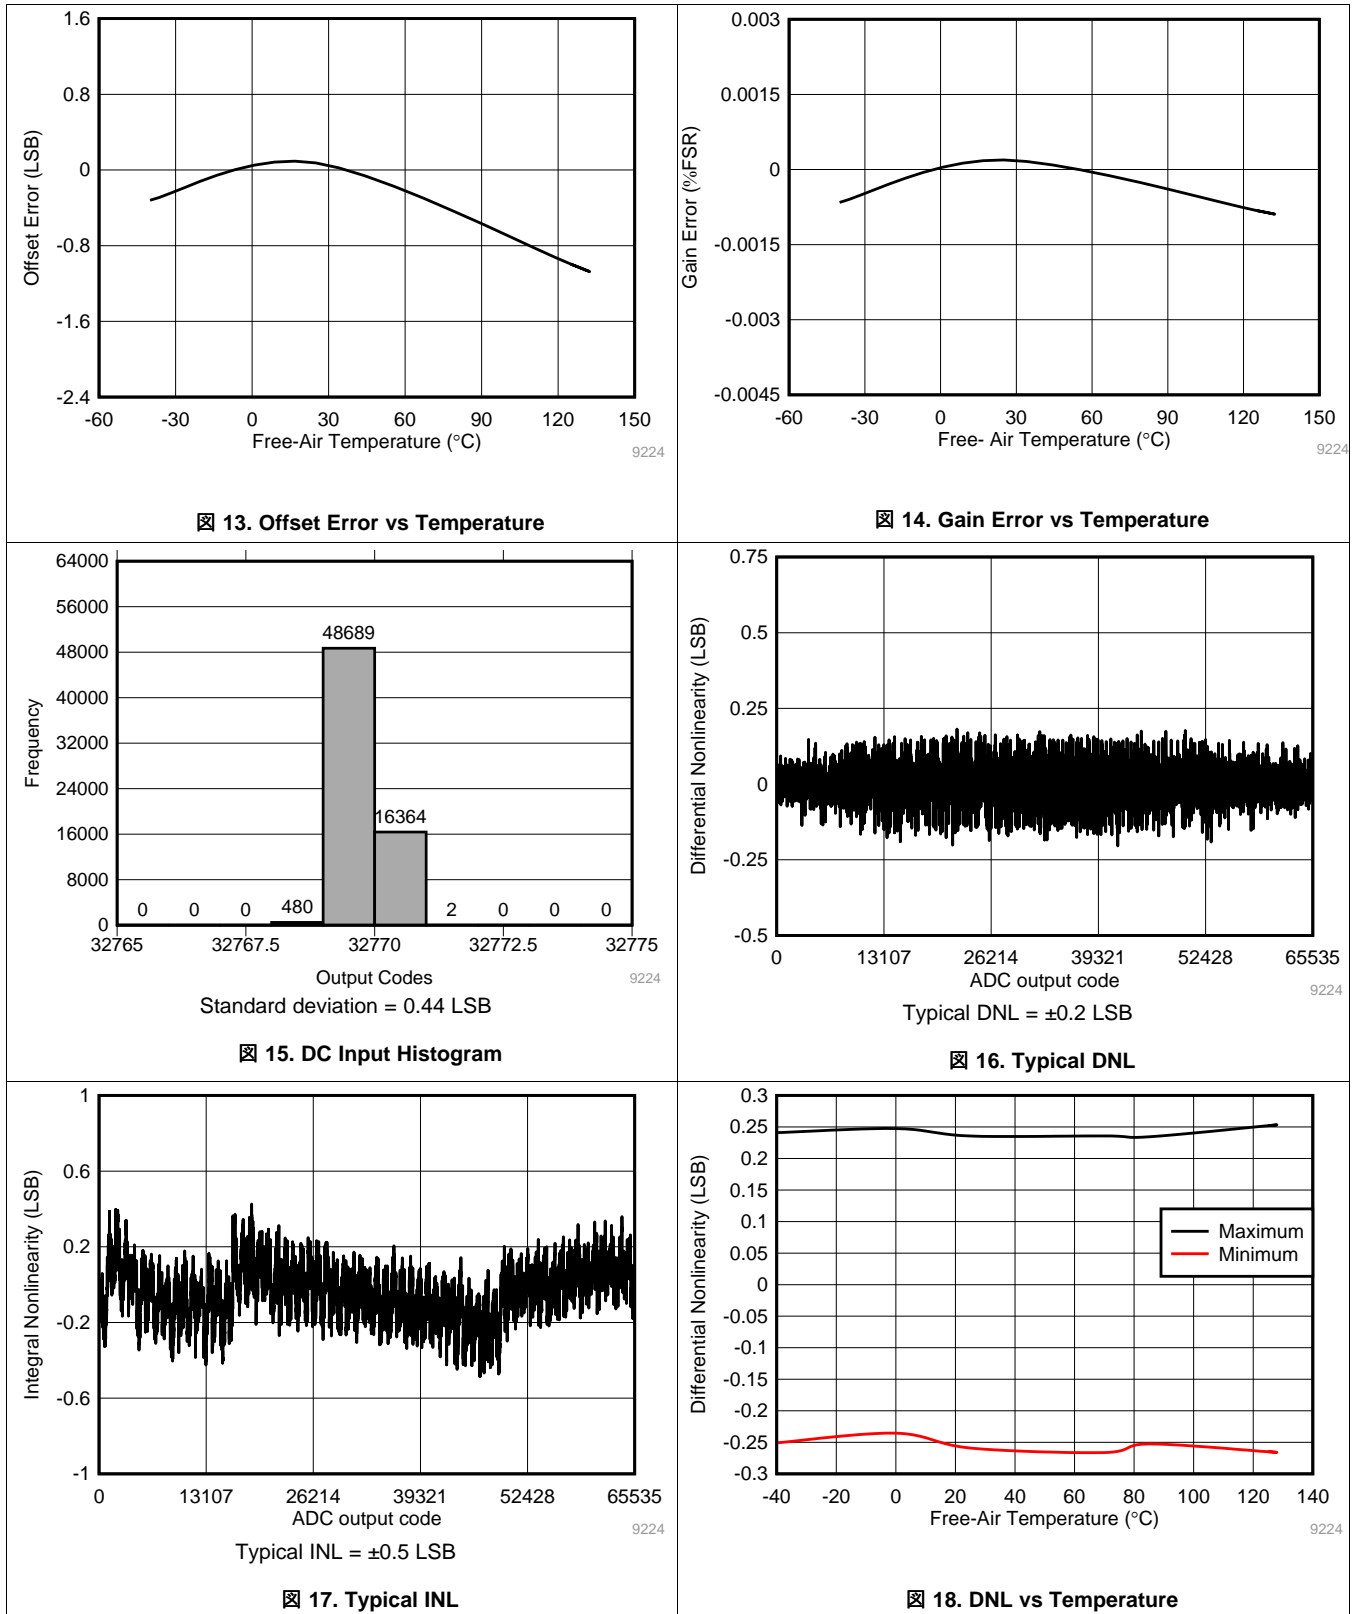 1.6
0.8
0
-0.8
-1.6
-2.4
Offset Error (LSB)
-60 -30 0 30 60 90 120 150
Free-Air Temperature (°C)
9224
図 13. Offset Error vs Temperature
0.003
0.0015
0
-0.0015
-0.003
-0.0045
Gain Error (%FSR)
-60 -30 0 30 60 90 120 150
Free- Air Temperature (°C)
9224
図 14. Gain Error vs Temperature
64000
56000
48000
40000
32000
24000
16000
8000
0
Frequency
0 0 0 480 48689 16364 2 0 0 0
32765 32767.5 32770 32772.5 32775
Output Codes
9224
Standard deviation = 0.44 LSB
図 15. DC Input Histogram
0.75
0.5
0.25
0
-0.25
-0.5
Differential Nonlinearity (LSB)
0 13107 26214 39321 52428 65535
ADC output code
9224
Typical DNL = ±0.2 LSB
図 16. Typical DNL
1
0.6
0.2
-0.2
-0.6
-1
Integral Nonlinearity (LSB)
0 13107 26214 39321 52428 65535
ADC output code
9224
Typical INL = ±0.5 LSB
図 17. Typical INL
0.3
0.25
0.2
0.15
0.1
0.05
0
-0.05
-0.1
-0.15
-0.2
-0.25
-0.3
Differential Nonlinearity (LSB)
Maximum
Minimum
-40 -20 0 20 40 60 80 100 120 140
Free-Air Temperature (°C)
9224
図 18. DNL vs Temperature